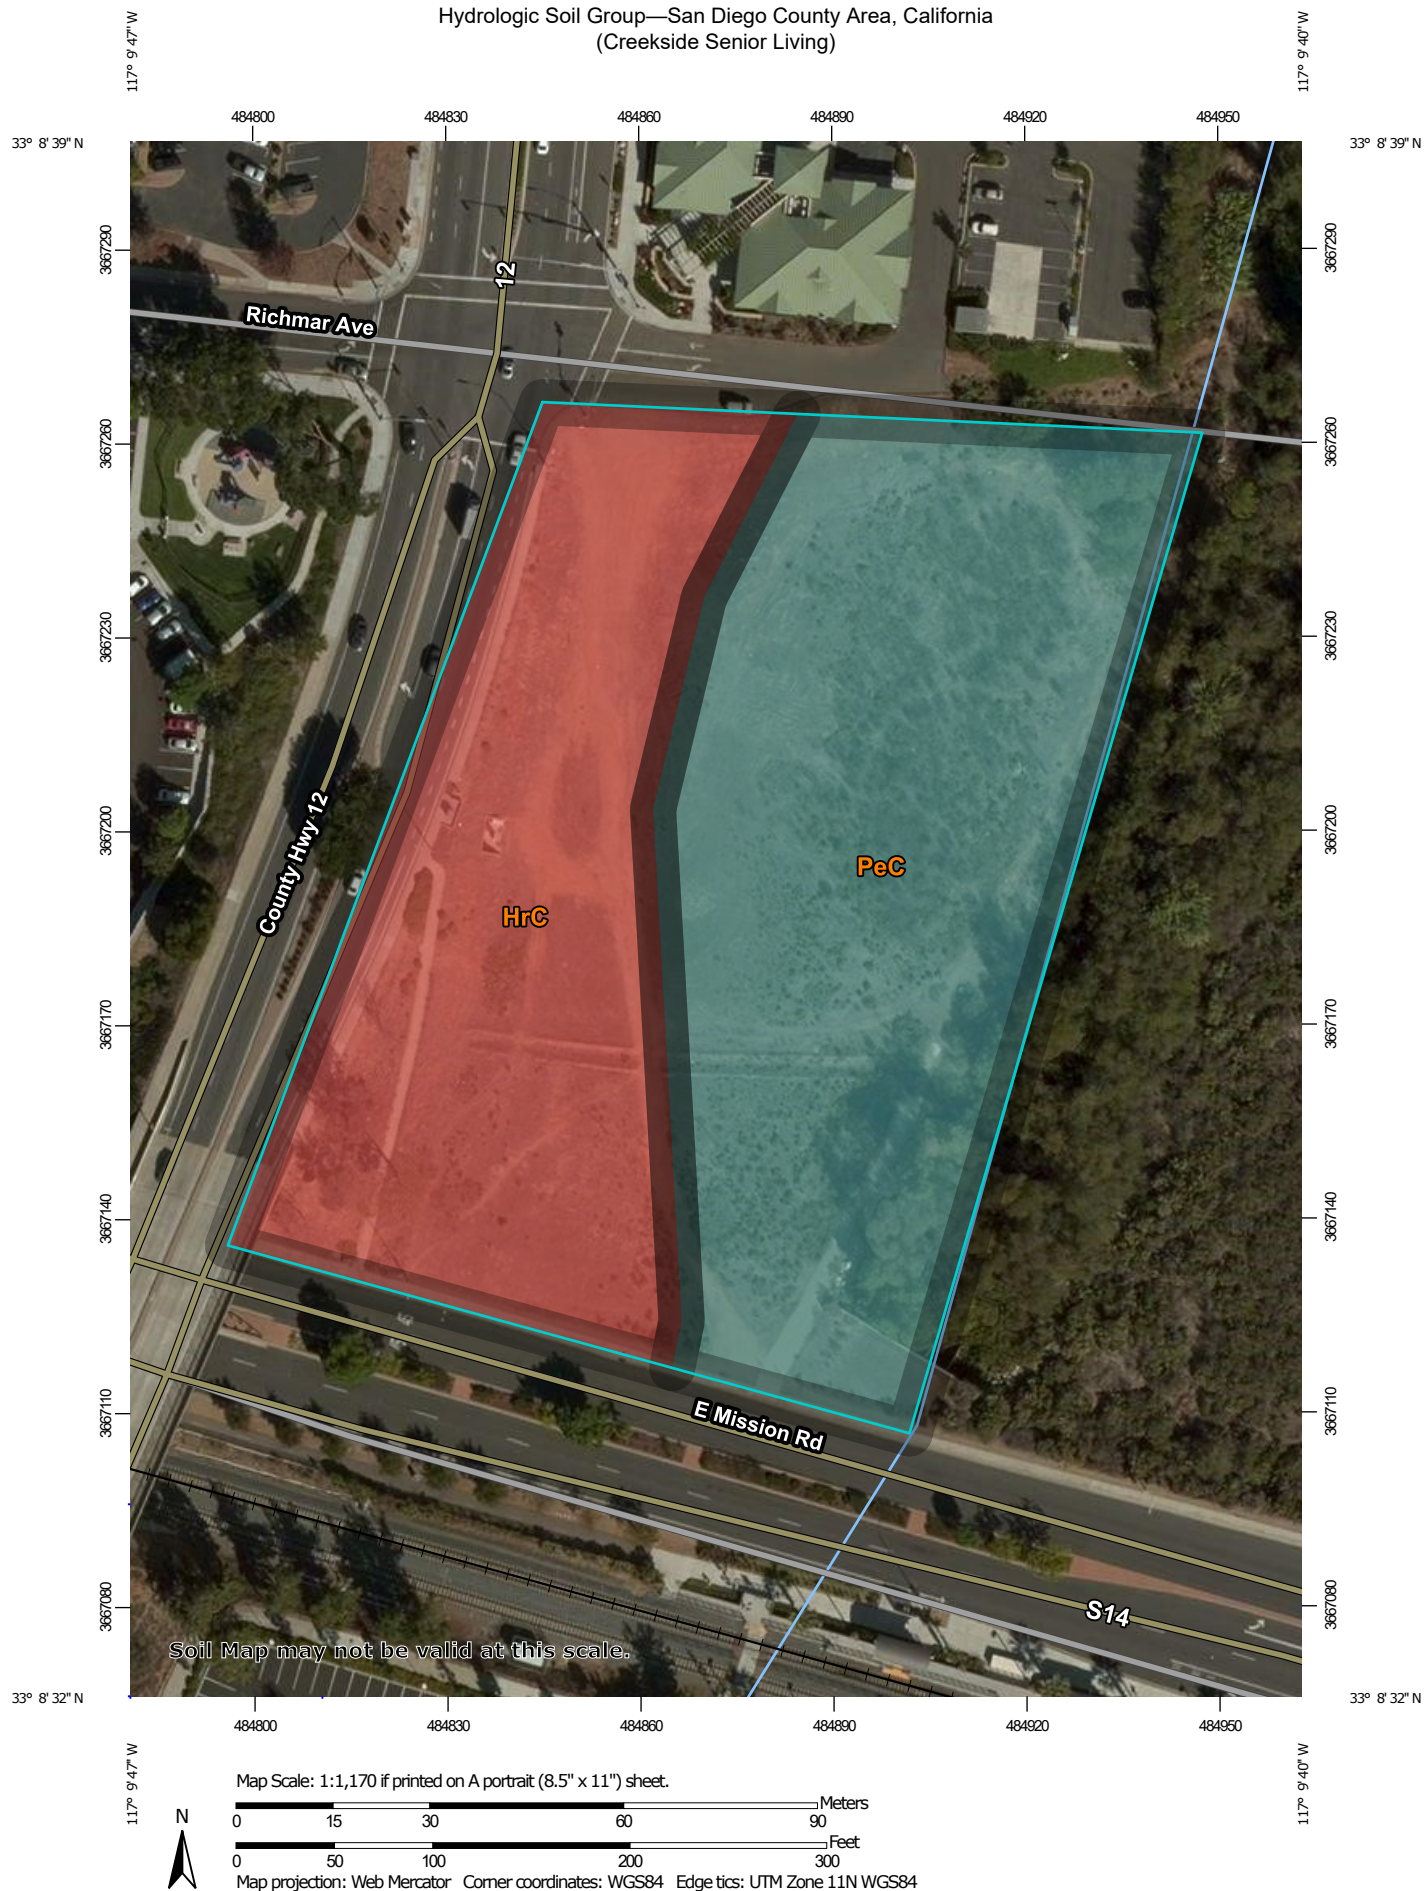 Hydrologic Soil Group—San Diego County Area, California
(Creekside Senior Living)
117° 9' 47" W
117° 9' 40" W
484800
484830
484860
484890
484920
484950
33° 8' 39" N
33° 8' 39" N
3667290
3667260
3667230
3667200
3667170
3667140
3667110
3667080
3667290
3667260
3667230
3667200
3667170
3667140
3667110
3667080
12
Richmar Ave
County Hwy 12
PeC
HrC
E Mission Rd
S14
Soil Map may not be valid at this scale.
33° 8' 32" N
33° 8' 32" N
484800
484830
484860
484890
484920
484950
117° 9' 47" W
117° 9' 40" W
Map Scale: 1:1,170 if printed on A portrait (8.5" x 11") sheet.
N
Meters
0 15 30 60 90
Feet
0 50 100 200 300
Map projection: Web Mercator Corner coordinates: WGS84 Edge tics: UTM Zone 11N WGS84